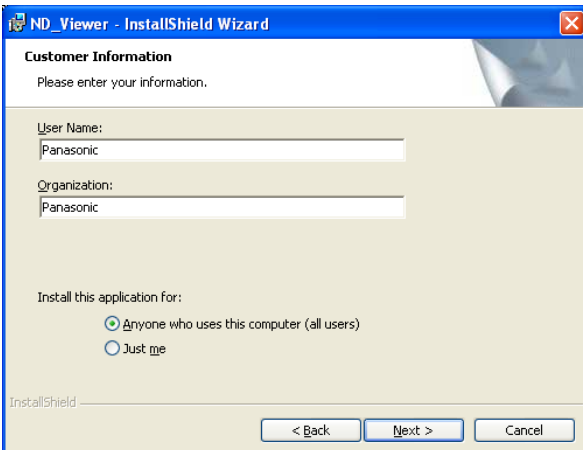 ND_Viewer - InstallShield Wizard
Customer Information
Please enter your information.
User Name:
Panasonic
Organization:
Panasonic
Install this application for:
Anyone who uses this computer (all users)
Just me
InstallShield
< Back Next > Cancel